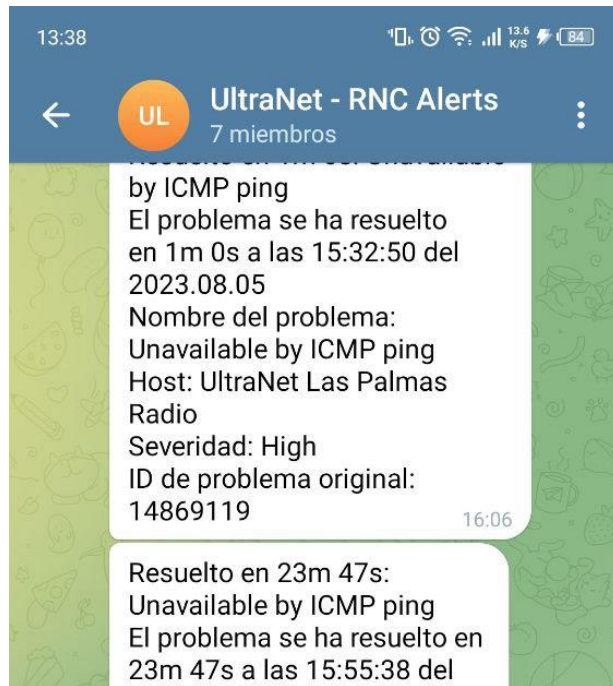 13:38
13.6
K/S
84
UL
UltraNet - RNC Alerts
7 miembros
by ICMP ping
El problema se ha resuelto
en 1m 0s a las 15:32:50 del
2023.08.05
Nombre del problema:
Unavailable by ICMP ping
Host: UltraNet Las Palmas
Radio
Severidad: High
ID de problema original:
14869119
16:06
Resuelto en 23m 47s:
Unavailable by ICMP ping
El problema se ha resuelto en
23m 47s a las 15:55:38 del